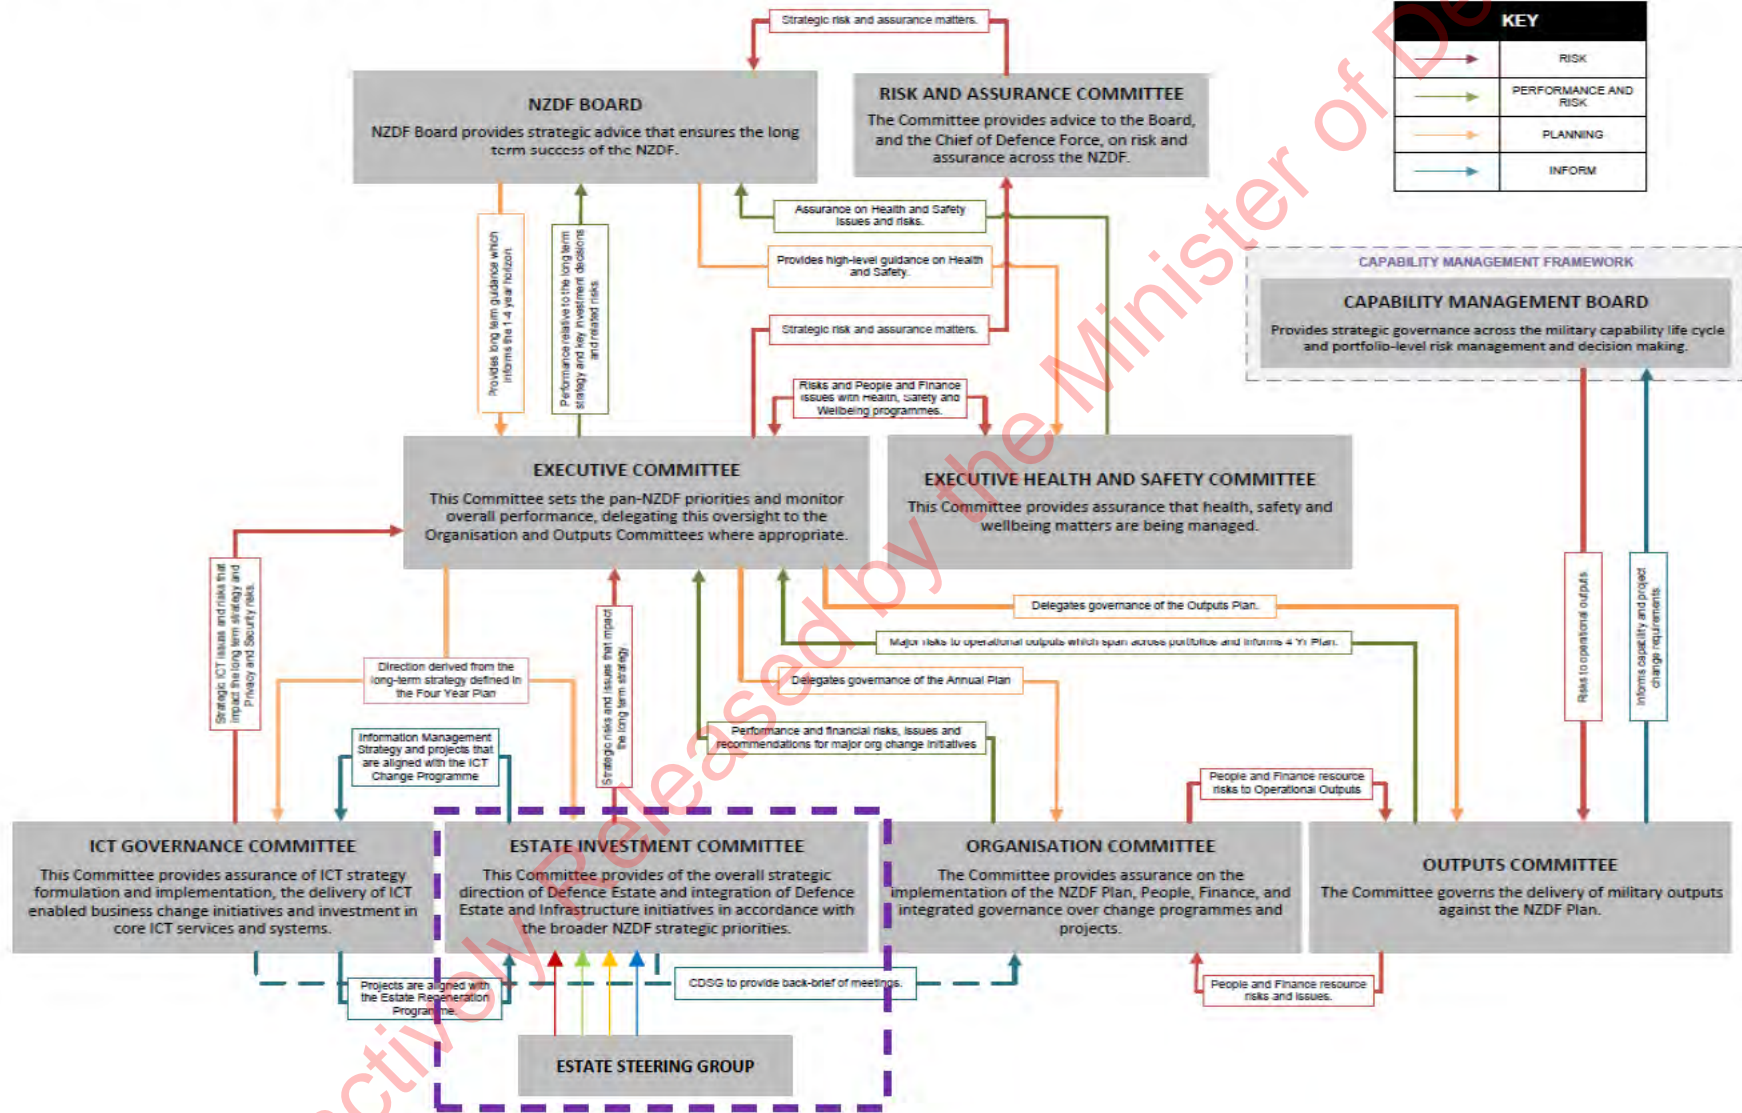 Strategic risk and assurance matters.
KEY
RISK
PERFORMANCE AND
RISK
PLANNING
INFORM
NZDF BOARD
NZDF Board provides strategic advice that ensures the long
term success of the NZDF.
RISK AND ASSURANCE COMMITTEE
The Committee provides advice to the Board,
and the Chief of Defence Force, on risk and
assurance across the NZDF.
Provides long term guidance which
informs the 1-4 year horizon
Performance relative to the long term
strategy and key investment decisions
and related risks.
Assurance on Health and Safety
issues and risks.
Provides high-level guidance on Health
and Safety.
Strategic risk and assurance matters.
Risks and People and Finance
issues with Health, Safety and
Wellbeing programmes.
CAPABILITY MANAGEMENT FRAMEWORK
CAPABILITY MANAGEMENT BOARD
Provides strategic governance across the military capability life cycle
and portfolio-level risk management and decision making.
EXECUTIVE COMMITTEE
This Committee sets the pan-NZDF priorities and monitor
overall performance, delegating this oversight to the
Organisation and Outputs Committees where appropriate.
EXECUTIVE HEALTH AND SAFETY COMMITTEE
This Committee provides assurance that health, safety and
wellbeing matters are being managed.
Strategic ICT issues and risks that
impact the long term strategy and
Privacy and Security risks.
Direction derived from the
long-term strategy defined in
the Four Year Plan
Strategic risks and issues that impact
the long term strategy.
Delegates governance of the Outputs Plan.
Major risks to operational outputs which span across portfolios and informs 4 Yr Plan.
Delegates governance of the Annual Plan
Performance and financial risks, issues and
recommendations for major org change initiatives
Risks to operational outputs
Informs capability and project
change requirements.
Information Management
Strategy and projects that
are aligned with the ICT
Change Programme
People and Finance resource
risks to Operational Outputs
ICT GOVERNANCE COMMITTEE
This Committee provides assurance of ICT strategy
formulation and implementation, the delivery of ICT
enabled business change initiatives and investment in
core ICT services and systems.
ESTATE INVESTMENT COMMITTEE
This Committee provides of the overall strategic
direction of Defence Estate and integration of Defence
Estate and Infrastructure initiatives in accordance with
the broader NZDF strategic priorities.
ORGANISATION COMMITTEE
The Committee provides assurance on the
implementation of the NZDF Plan, People, Finance, and
integrated governance over change programmes and
projects.
OUTPUTS COMMITTEE
The Committee governs the delivery of military outputs
against the NZDF Plan.
Projects are aligned with
the Estate Regeneration
Programme.
CDSG to provide back-brief of meetings.
People and Finance resource
risks and issues.
ESTATE STEERING GROUP
ctively Released by the Minister of De